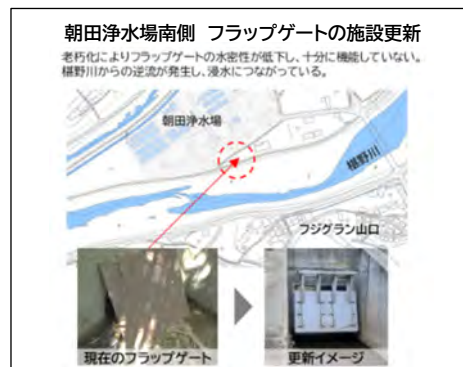 朝田浄水場南側 フラップゲートの施設更新
老朽化によりフラップゲートの水密性が低下し、十分に機能していない。
椹野川からの逆流が発生し、浸水につながっている。
朝田浄水場
椹野川
フジグラン山口
現在のフラップゲート
更新イメージ